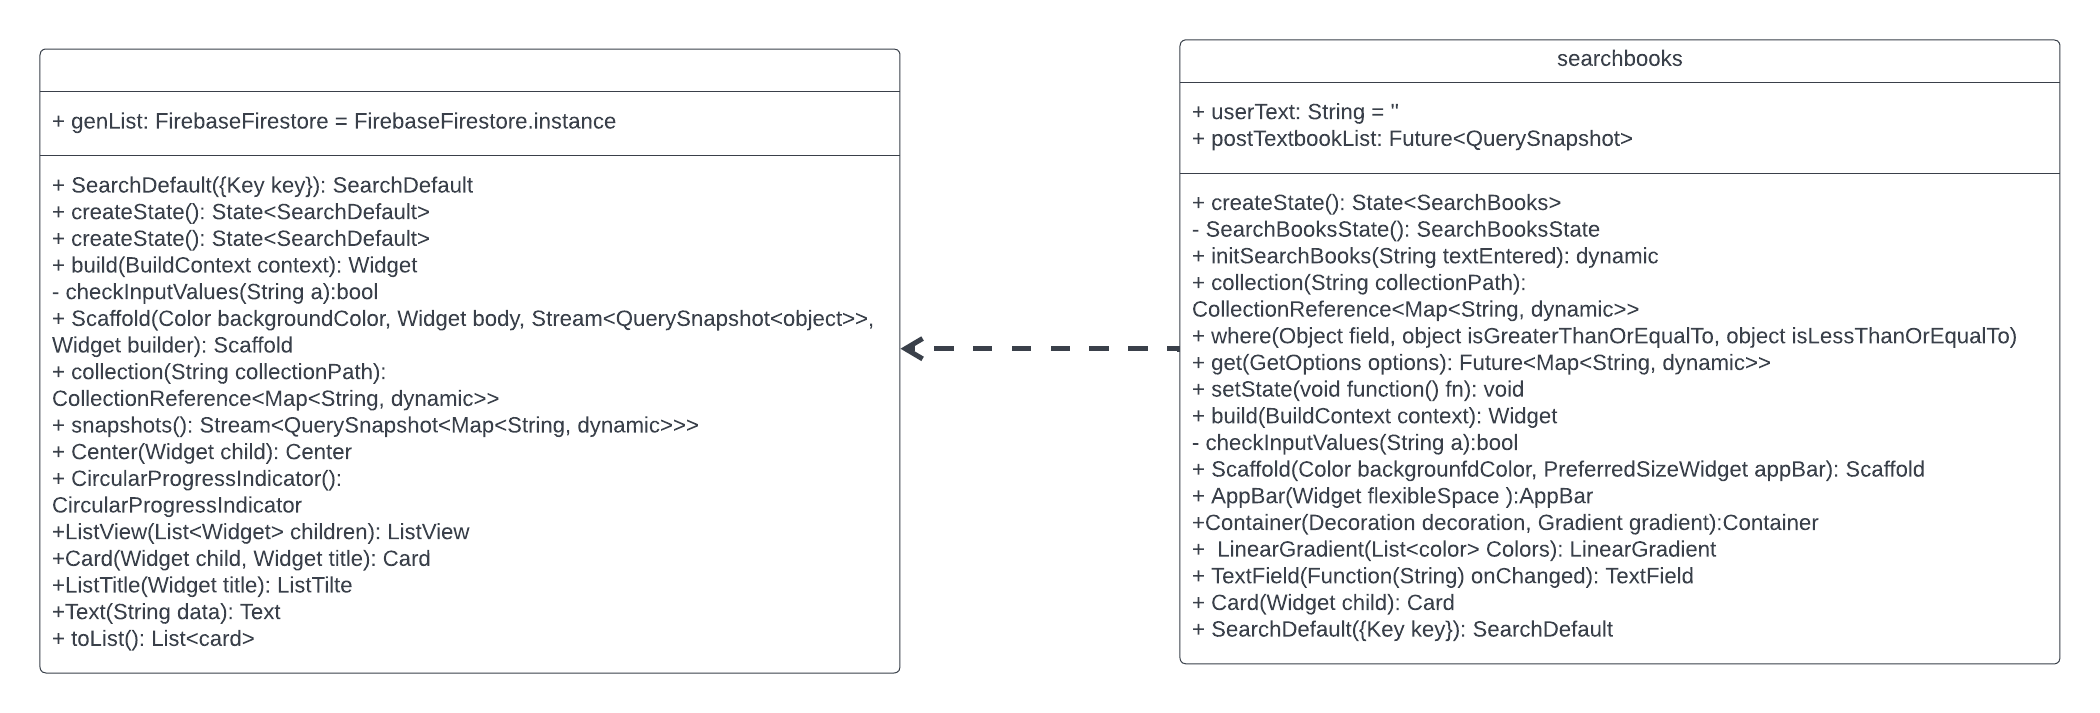 + genList: FirebaseFirestore = FirebaseFirestore.instance
+ SearchDefault({Key key}): SearchDefault
+ createState(): State<SearchDefault>
+ createState(): State<SearchDefault>
+ build(BuildContext context): Widget
- checkInputValues(String a):bool
+ Scaffold(Color backgroundColor, Widget body, Stream<QuerySnapshot<object>>,
Widget builder): Scaffold
+ collection(String collectionPath):
CollectionReference<Map<String, dynamic>>
+ snapshots(): Stream<QuerySnapshot<Map<String, dynamic>>>
+ Center(Widget child): Center
+ CircularProgressIndicator():
CircularProgressIndicator
+ListView(List<Widget> children): ListView
+Card(Widget child, Widget title): Card
+ListTitle(Widget title): ListTilte
+Text(String data): Text
+ toList(): List<card>
searchbooks
+ userText: String = ''
+ postTextbookList: Future<QuerySnapshot>
+ createState(): State<SearchBooks>
- SearchBooksState(): SearchBooksState
+ initSearchBooks(String textEntered): dynamic
+ collection(String collectionPath):
CollectionReference<Map<String, dynamic>>
+ where(Object field, object isGreaterThanOrEqualTo, object isLessThanOrEqualTo)
+ get(GetOptions options): Future<Map<String, dynamic>>
+ setState(void function() fn): void
+ build(BuildContext context): Widget
- checkInputValues(String a):bool
+ Scaffold(Color backgrounfdColor, PreferredSizeWidget appBar): Scaffold
+ AppBar(Widget flexibleSpace ):AppBar
+Container(Decoration decoration, Gradient gradient):Container
+  LinearGradient(List<color> Colors): LinearGradient
+ TextField(Function(String) onChanged): TextField
+ Card(Widget child): Card
+ SearchDefault({Key key}): SearchDefault